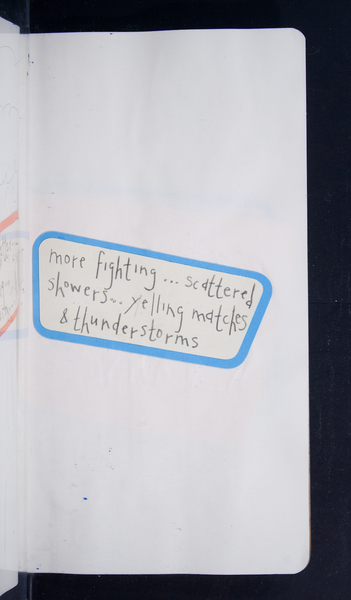 more fighting... scattered
showers... yelling matches
& thunderstorms